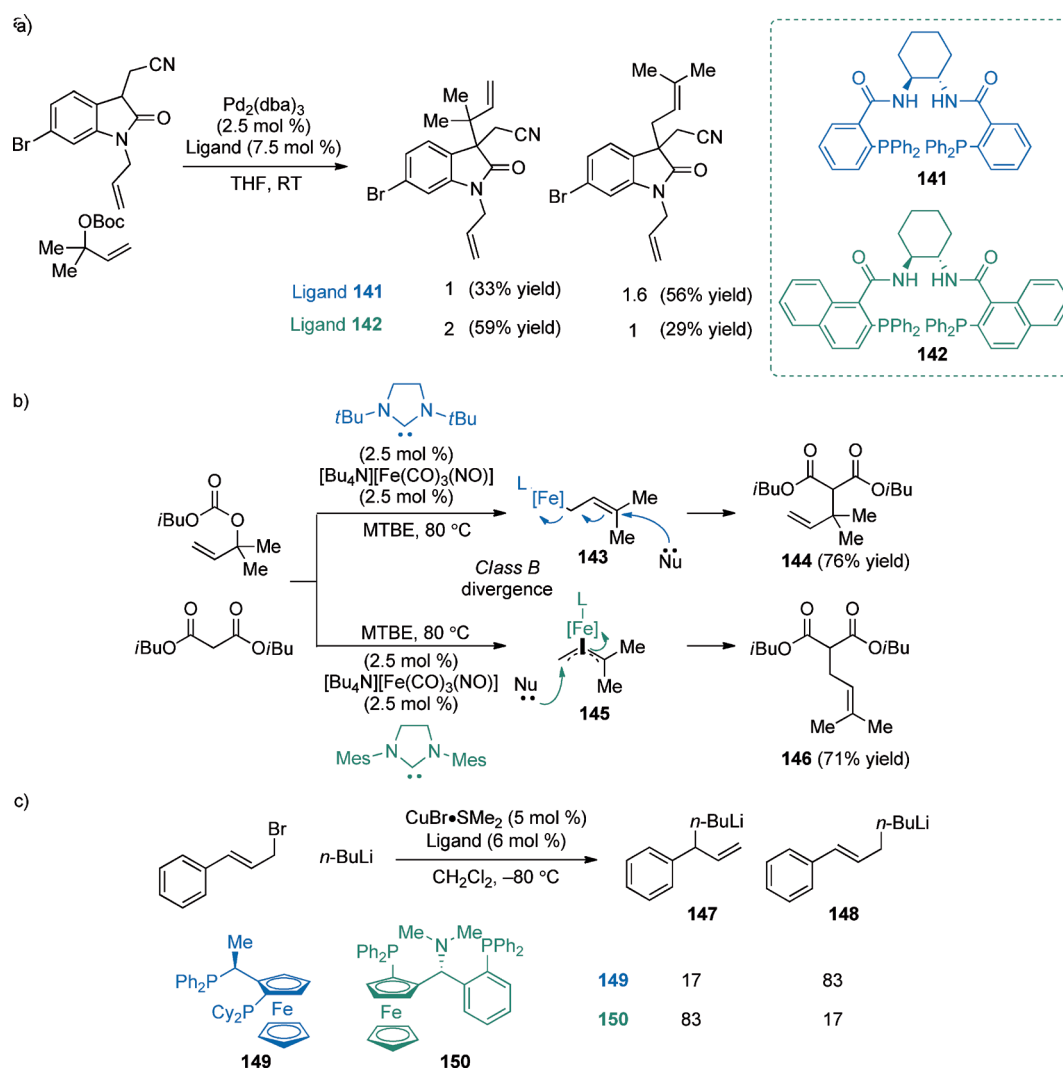 a)
CN
O
N
Br
OBoc
Me
Me
Pd2(dba)3
(2.5 mol %)
Ligand (7.5 mol %)
THF, RT
Me
Me
CN
O
N
Br
Me
Me
CN
O
N
Br
Ligand 141
1 (33% yield)
1.6 (56% yield)
Ligand 142
2 (59% yield)
1 (29% yield)
O
NH
HN
O
PPh2 Ph2P
141
O
NH
HN
O
PPh2 Ph2P
142
b)
tBu
N
N
tBu
(2.5 mol %)
[Bu4N][Fe(CO)3(NO)]
(2.5 mol %)
MTBE, 80 °C
O
iBuO
O
Me
Me
O
O
iBuO
OiBu
L
[Fe]
Me
Me
143
Nu
Class B
divergence
O
O
iBuO
OiBu
Me
Me
144 (76% yield)
MTBE, 80 °C
(2.5 mol %)
[Bu4N][Fe(CO)3(NO)]
(2.5 mol %)
Mes
N
N
Mes
L
[Fe]
Me
Me
Nu
145
O
O
iBuO
OiBu
Me
Me
146 (71% yield)
c)
Br
n-BuLi
CuBr•SMe2 (5 mol %)
Ligand (6 mol %)
CH2Cl2, –80 °C
n-BuLi
147
n-BuLi
148
Me
Ph2P
Cy2P
Fe
149
Me
N
Me
Ph2P
PPh2
Fe
150
149
17
83
150
83
17